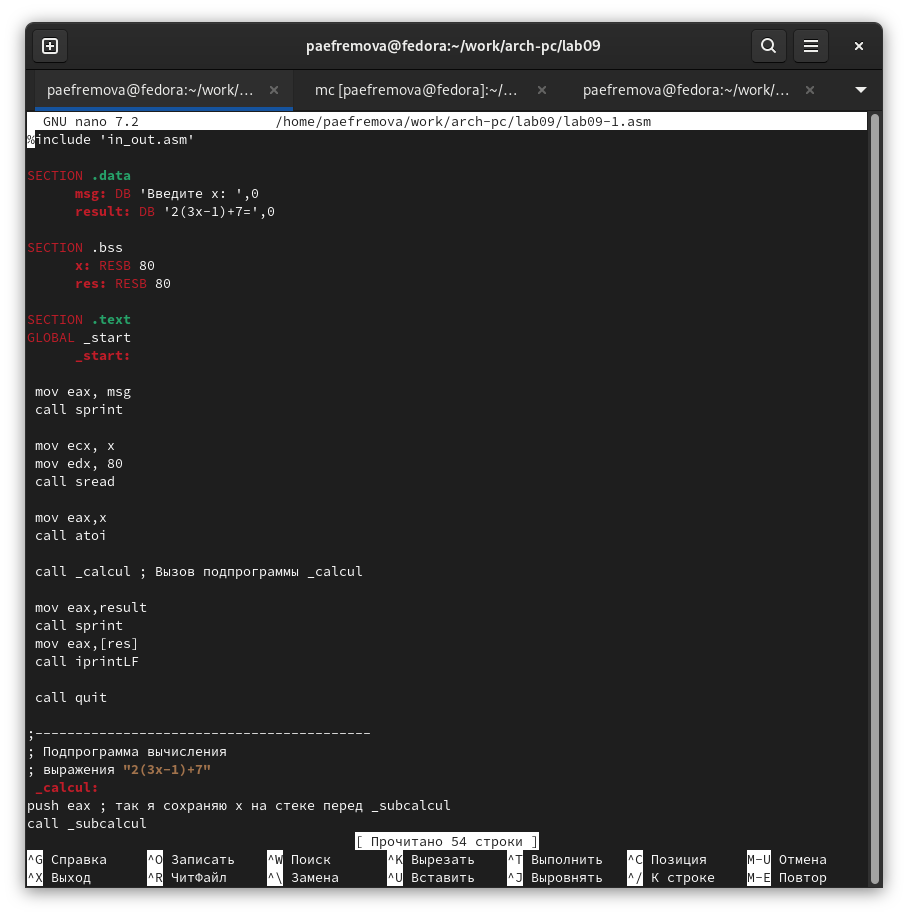 paefremova@fedora:~/work/arch-pc/lab09
paefremova@fedora:~/work/... × mc [paefremova@fedora]:~/... × paefremova@fedora:~/work/... ×
GNU nano 7.2 /home/paefremova/work/arch-pc/lab09/lab09-1.asm
%include 'in_out.asm'
SECTION .data
msg: DB 'Введите x: ',0
result: DB '2(3x-1)+7=',0
SECTION .bss
x: RESB 80
res: RESB 80
SECTION .text
GLOBAL _start
_start:
mov eax, msg
call sprint
mov ecx, x
mov edx, 80
call sread
mov eax,x
call atoi
call _calcul ; Вызов подпрограммы _calcul
mov eax,result
call sprint
mov eax,[res]
call iprintLF
call quit
;------------------------------------------
; Подпрограмма вычисления
; выражения "2(3x-1)+7"
_calcul:
push eax ; так я сохраняю x на стеке перед _subcalcul
call _subcalcul
[ Прочитано 54 строки ]
^G Справка ^O Записать ^W Поиск ^K Вырезать ^T Выполнить ^C Позиция M-U Отмена
^X Выход ^R ЧитФайл ^\ Замена ^U Вставить ^J Выровнять ^/ К строке M-E Повтор